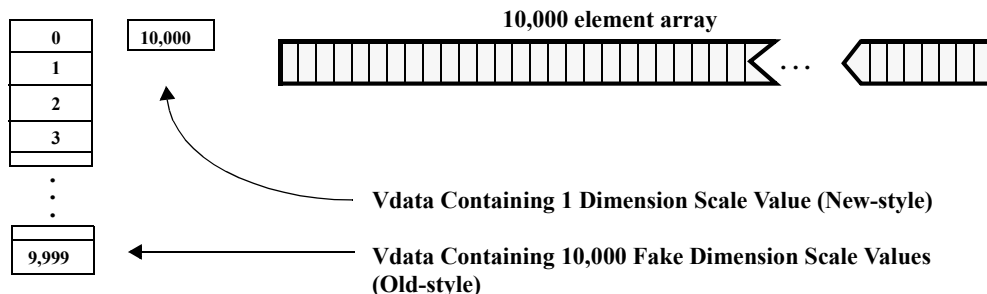 10,000 element array
0
10,000
1
2
3
...
9,999
Vdata Containing 1 Dimension Scale Value (New-style)
Vdata Containing 10,000 Fake Dimension Scale Values
(Old-style)